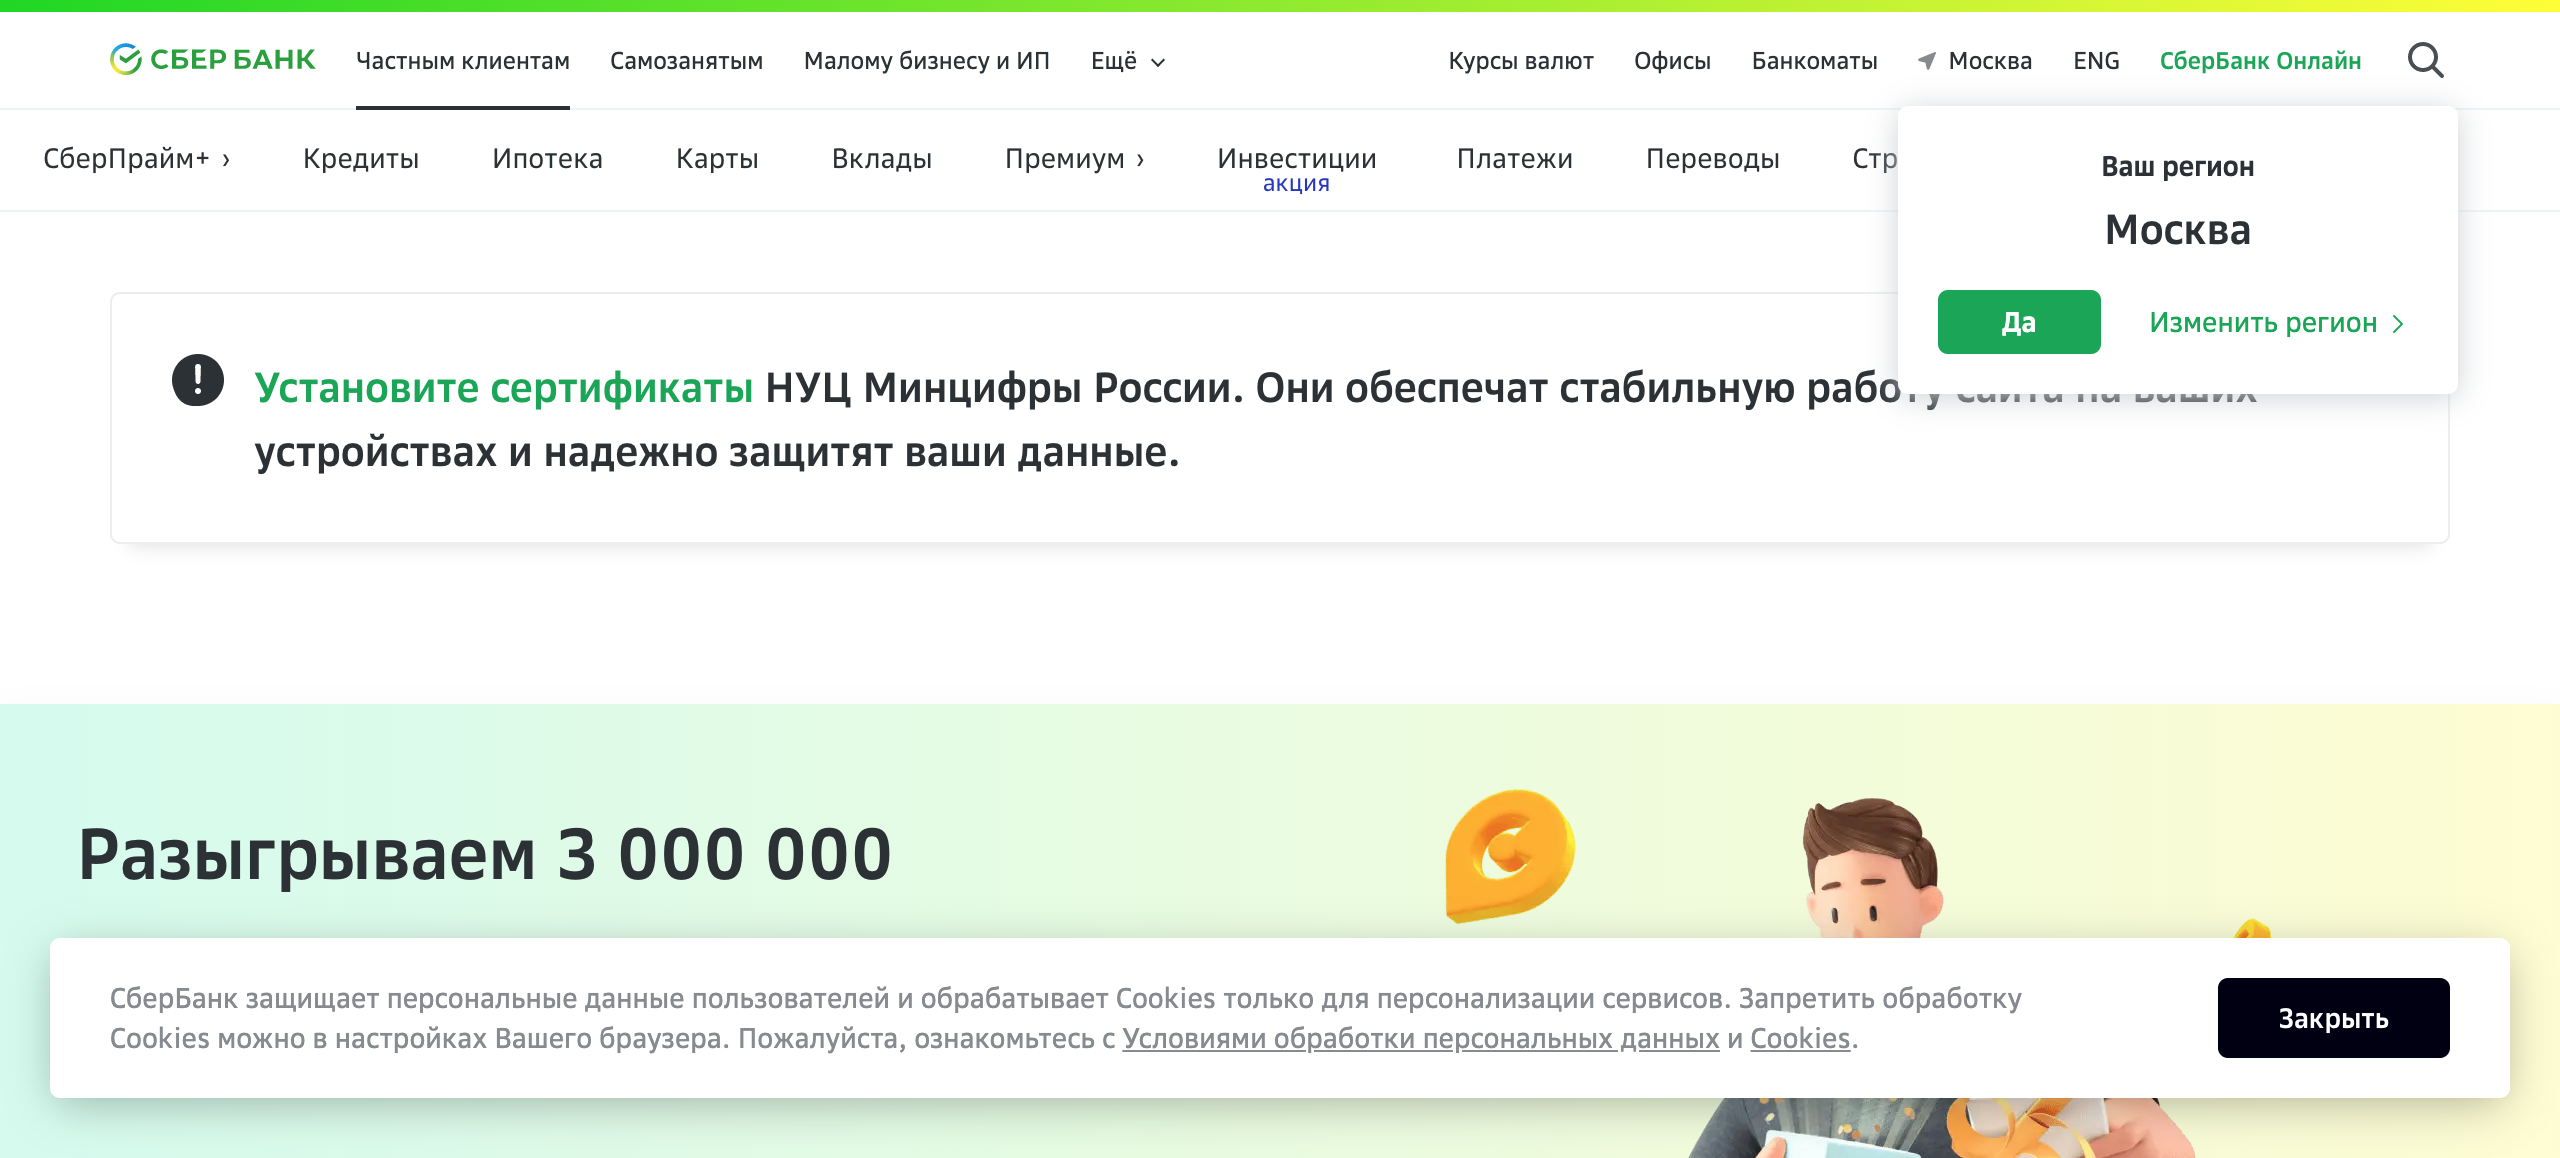 СБЕР БАНК Частным клиентам Самозанятым Малому бизнесу и ИП Ещё Курсы валют Офисы Банкоматы Москва ENG СберБанк Онлайн
СберПрайм+ › Кредиты Ипотека Карты Вклады Премиум › Инвестиции Платежи Переводы Стр
акция
Ваш регион
Москва
Да Изменить регион
Установите сертификаты НУЦ Минцифры России. Они обеспечат стабильную работу сайта на ваших
устройствах и надежно защитят ваши данные.
Разыгрываем 3 000 000
СберБанк защищает персональные данные пользователей и обрабатывает Cookies только для персонализации сервисов. Запретить обработку
Cookies можно в настройках Вашего браузера. Пожалуйста, ознакомьтесь с Условиями обработки персональных данных и Cookies.
Закрыть